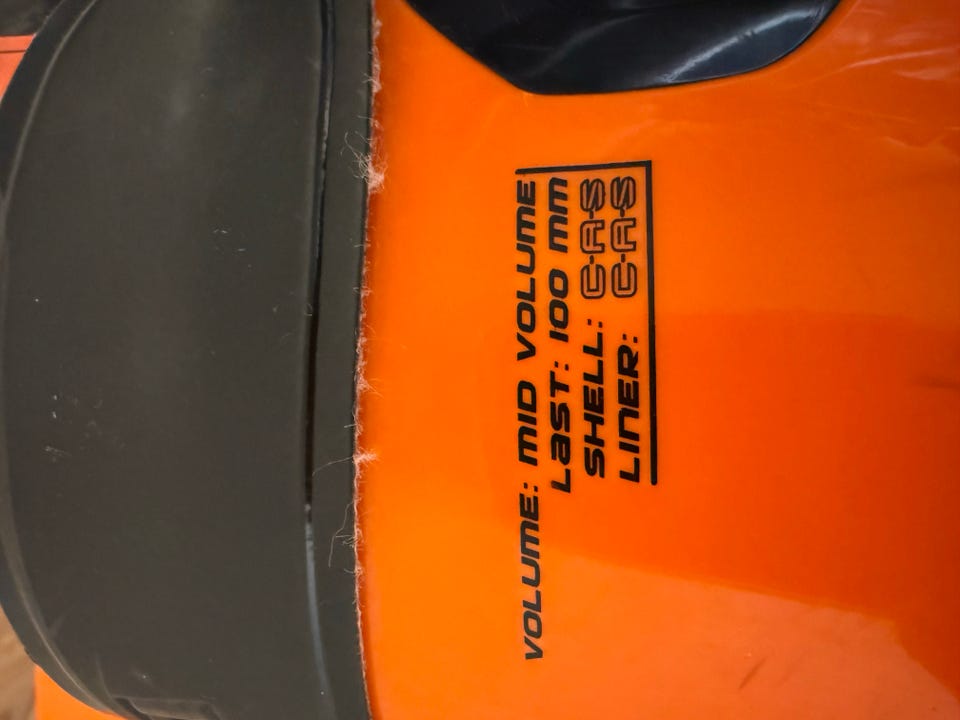 VOLUME: MID VOLUME
LAST: 100 MM
SHELL: C.A.S
LINER: C.A.S